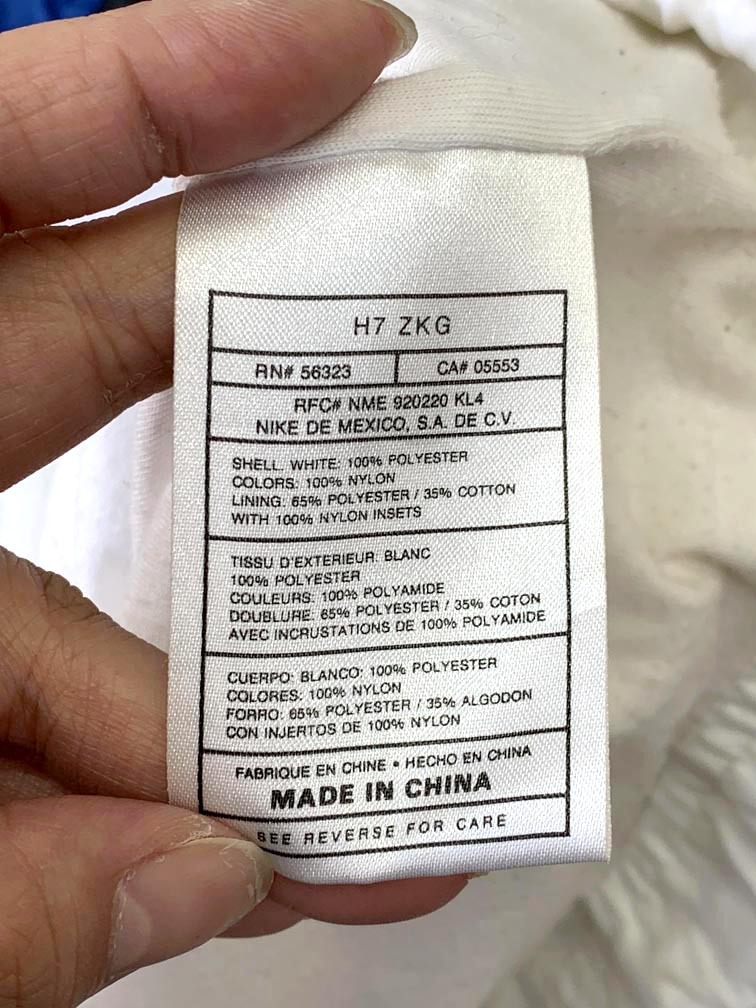 H7 ZKG
RN# 56323 CA# 05553
RFC# NME 920220 KL4
NIKE DE MEXICO, S.A. DE C.V
SHELL. WHITE: 100% POLYESTER
COLORS: 100% NYLON
LINING: 65% POLYESTER / 35% COTTON
WITH 100% NYLON INSETS
TISSU D'EXTERIEUR. BLANC
100% POLYESTER
COULEURS: 100% POLYAMIDE
DOUBLURE: 65% POLYESTER / 35% COTON
AVEC INCRUSTATIONS DE 100% POLYAMIDE
CUERPO: BLANCO: 100% POLYESTER
COLORES: 100% NYLON
FORRO: 65% POLYESTER / 35% ALGODON
CON INJERTOS DE 100% NYLON
FABRIQUE EN CHINE • HECHO EN CHINA
MADE IN CHINA
SEE REVERSE FOR CARE